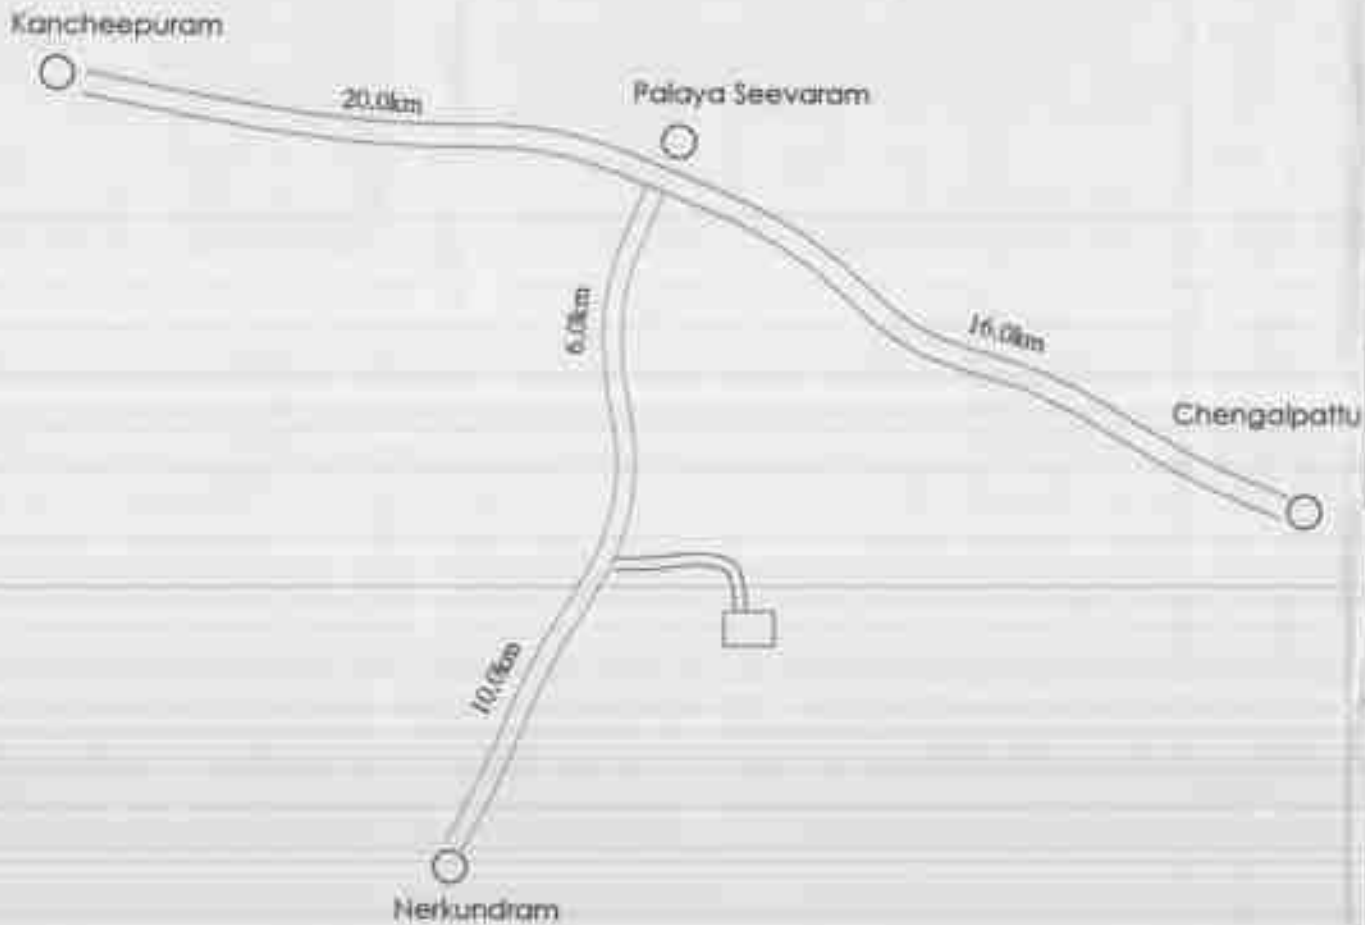 Kancheepuram
20.0km
Palaya Seevaram
6.0km
16.0km
Chengalpattu
10.0km
Nerkundram